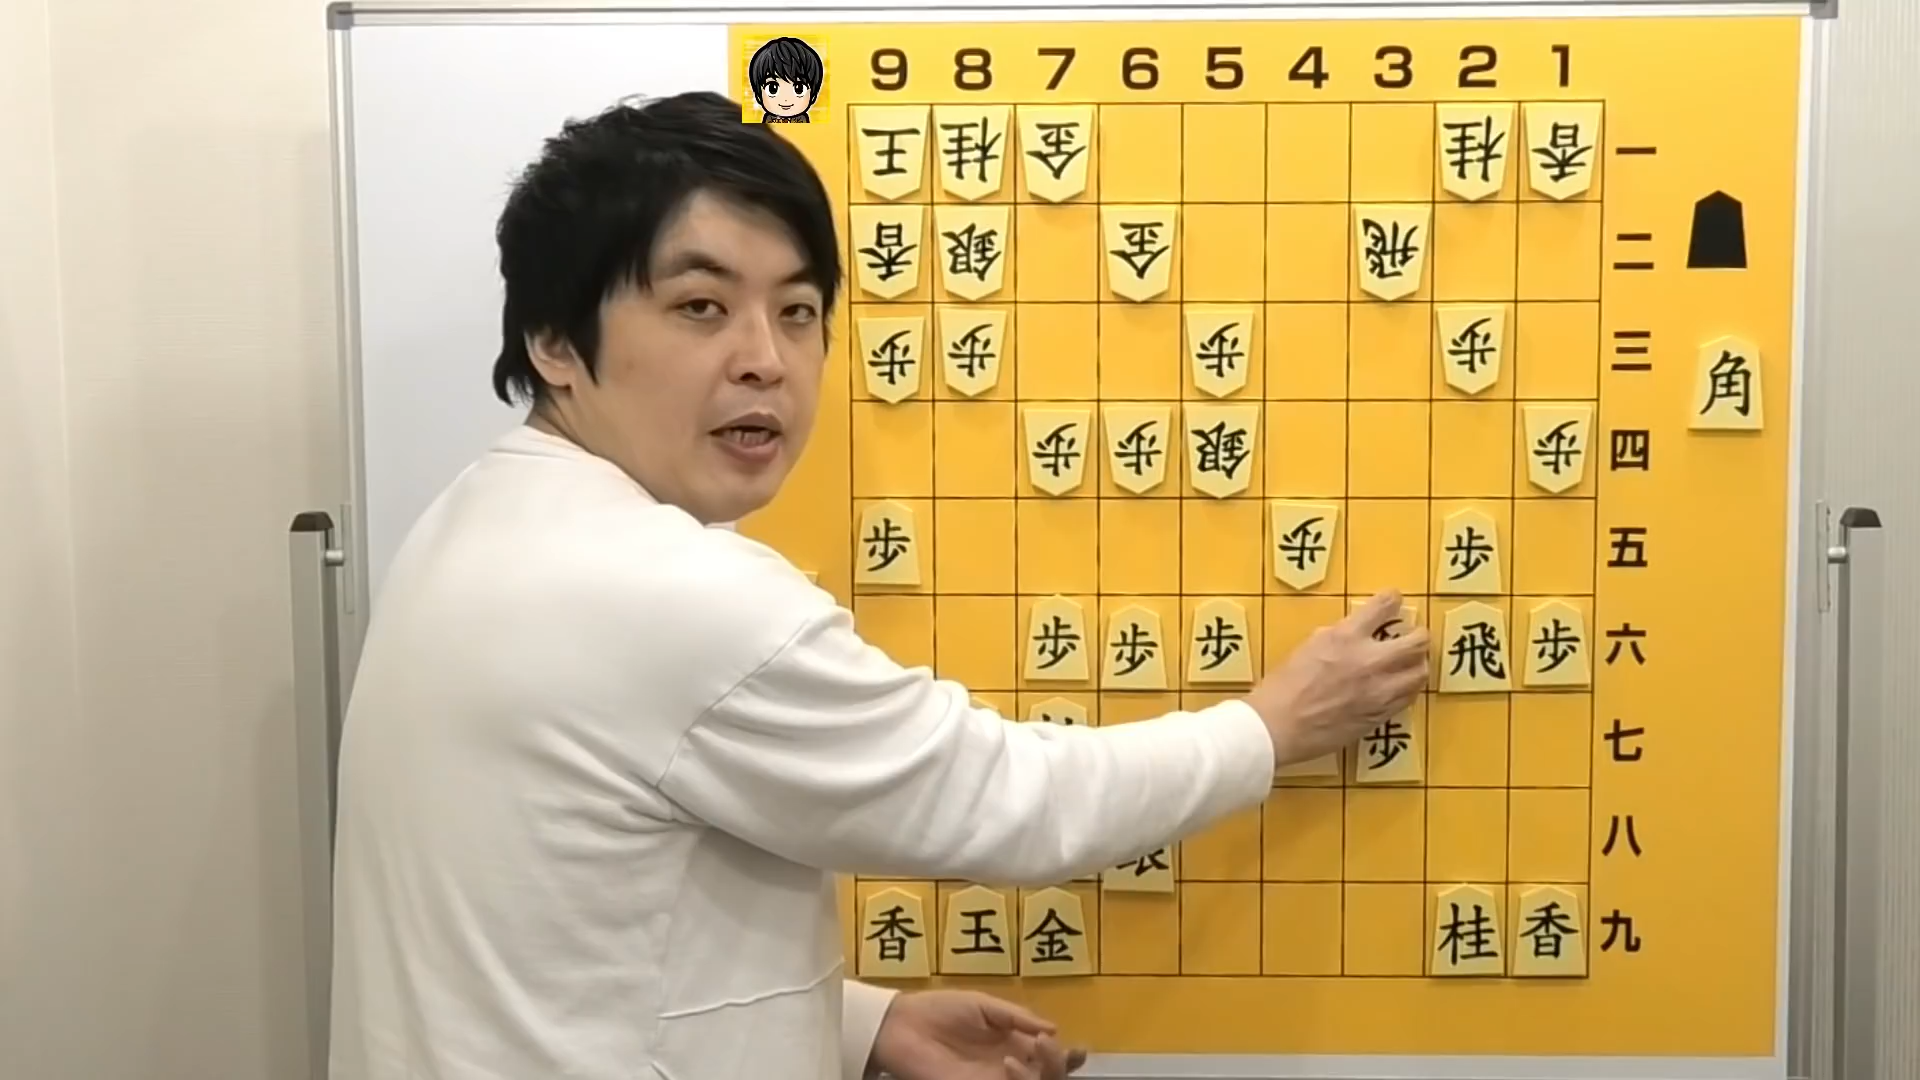 9 8 7 6 5 4 3 2 1
王 桂 金 桂 香 一
香 銀 金 飛 二
歩 歩 歩 歩 三
角
歩 歩 銀 歩 四
歩 歩 歩 五
歩 歩 歩 飛 歩 六
歩 七
八
香 玉 金 桂 香 九